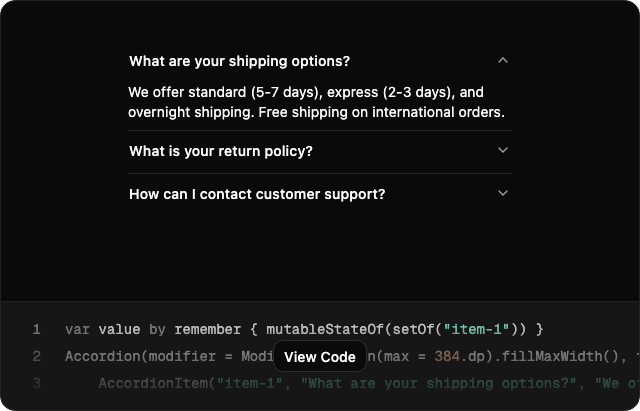 What are your shipping options?
We offer standard (5-7 days), express (2-3 days), and
overnight shipping. Free shipping on international orders.
What is your return policy?
How can I contact customer support?
1 var value by remember { mutableStateOf(setOf("item-1")) }
2 Accordion(modifier = Modi n(max = 384.dp).fillMaxWidth(),
View Code
3 AccordionItem("item-1", "What are your shipping options?", "We of